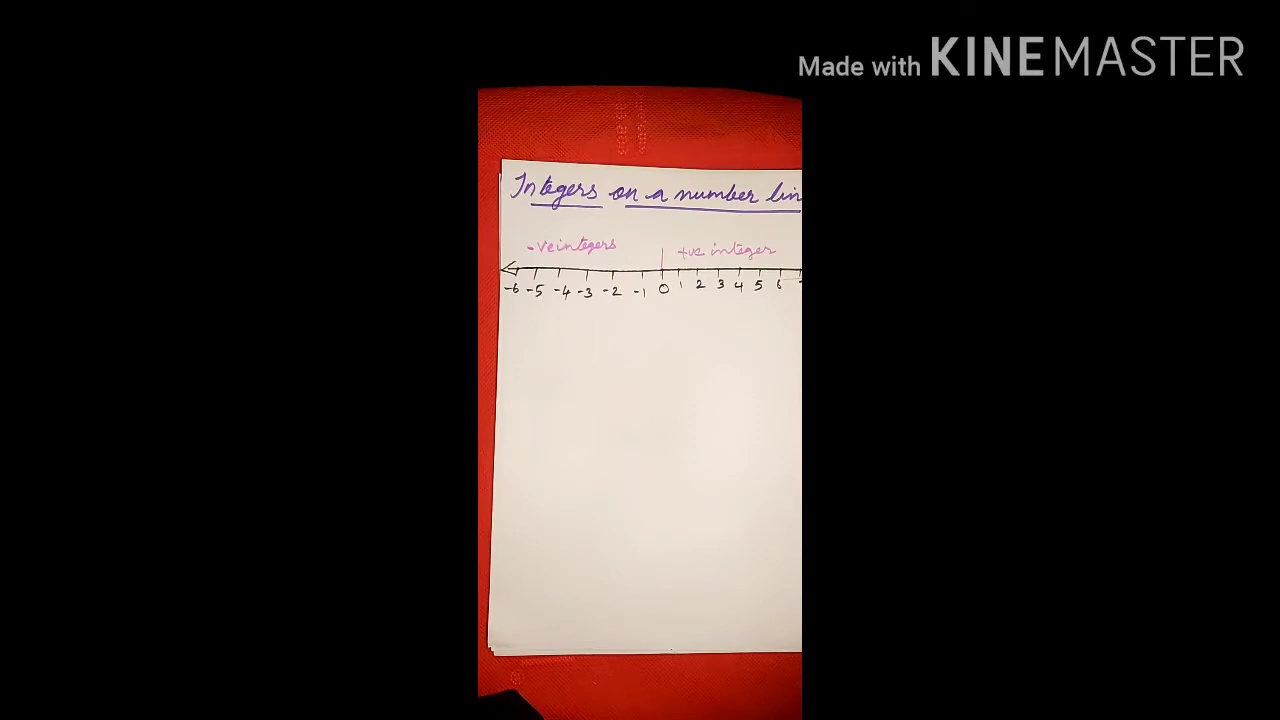 Made with KINEMASTER
Integers on a number lin
-ve integers +ve integer
-6 -5 -4 -3 -2 -1 0 1 2 3 4 5 6